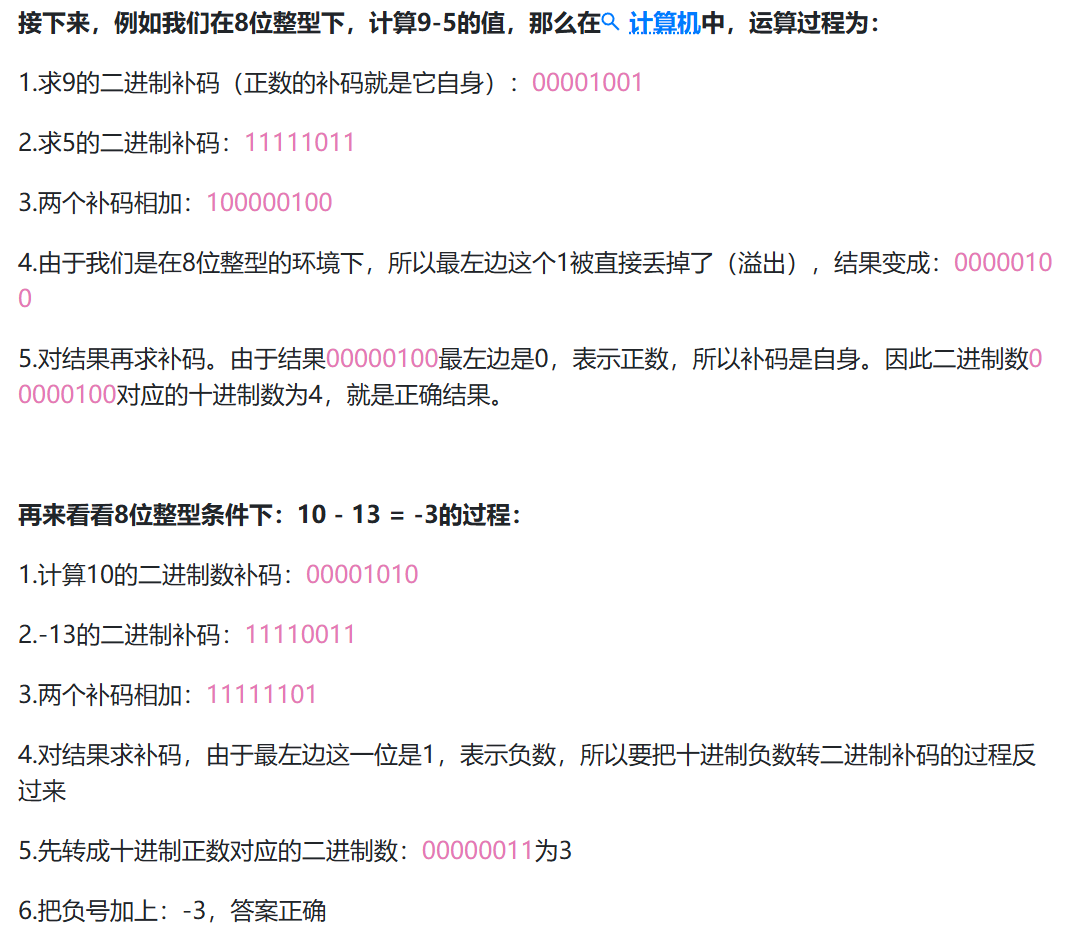 接下来，例如我们在8位整型下，计算9-5的值，那么在 计算机中，运算过程为：
1.求9的二进制补码（正数的补码就是它自身）：00001001
2.求5的二进制补码：11111011
3.两个补码相加：100000100
4.由于我们是在8位整型的环境下，所以最左边这个1被直接丢掉了（溢出），结果变成：0000010
0
5.对结果再求补码。由于结果00000100最左边是0，表示正数，所以补码是自身。因此二进制数0
0000100对应的十进制数为4，就是正确结果。
再来看看8位整型条件下：10 - 13 = -3的过程：
1.计算10的二进制数补码：00001010
2.-13的二进制补码：11110011
3.两个补码相加：11111101
4.对结果求补码，由于最左边这一位是1，表示负数，所以要把十进制负数转二进制补码的过程反
过来
5.先转成十进制正数对应的二进制数：00000011为3
6.把负号加上：-3，答案正确